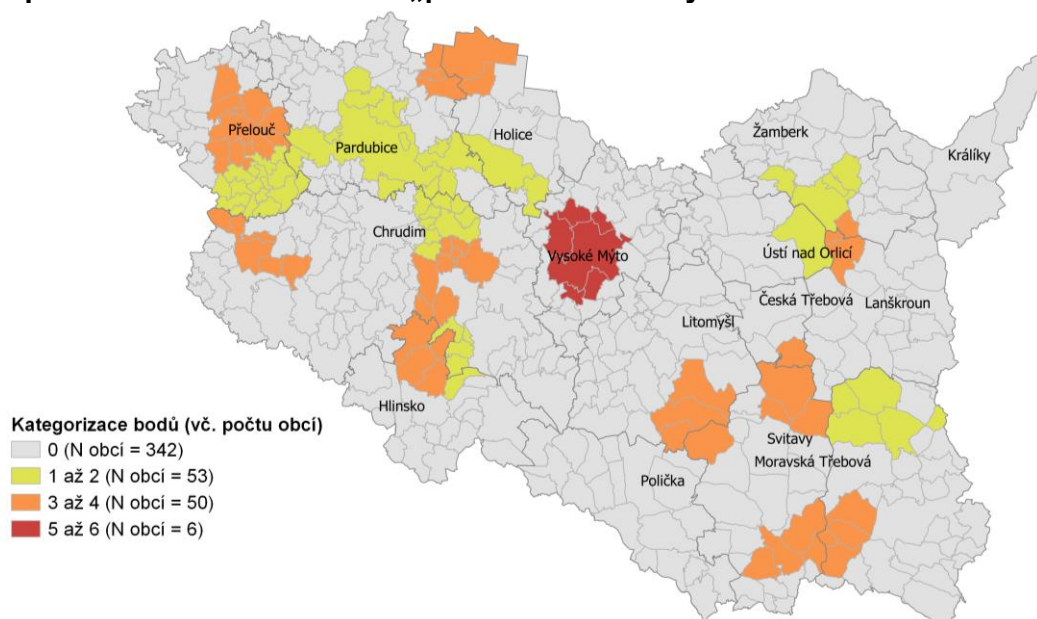 Žamberk
Králíky
Přelouč
Holice
Pardubice
Chrudim
Vysoké Mýto
Ústí nad Orlicí
Česká Třebová
Lanškroun
Litomyšl
Hlinsko
Svitavy
Moravská Třebová
Polička
Kategorizace bodů (vč. počtu obcí)
0 (N obcí = 342)
1 až 2 (N obcí = 53)
3 až 4 (N obcí = 50)
5 až 6 (N obcí = 6)